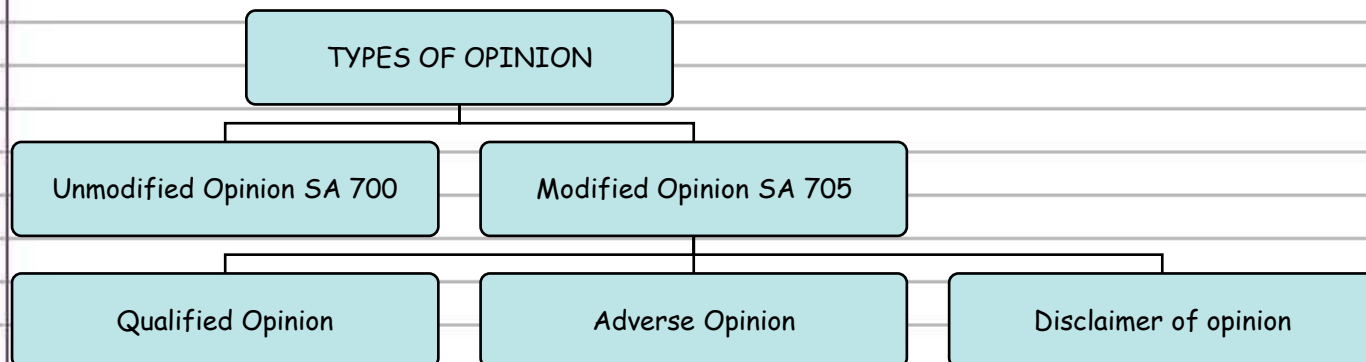 TYPES OF OPINION
Unmodified Opinion SA 700
Modified Opinion SA 705
Qualified Opinion
Adverse Opinion
Disclaimer of opinion